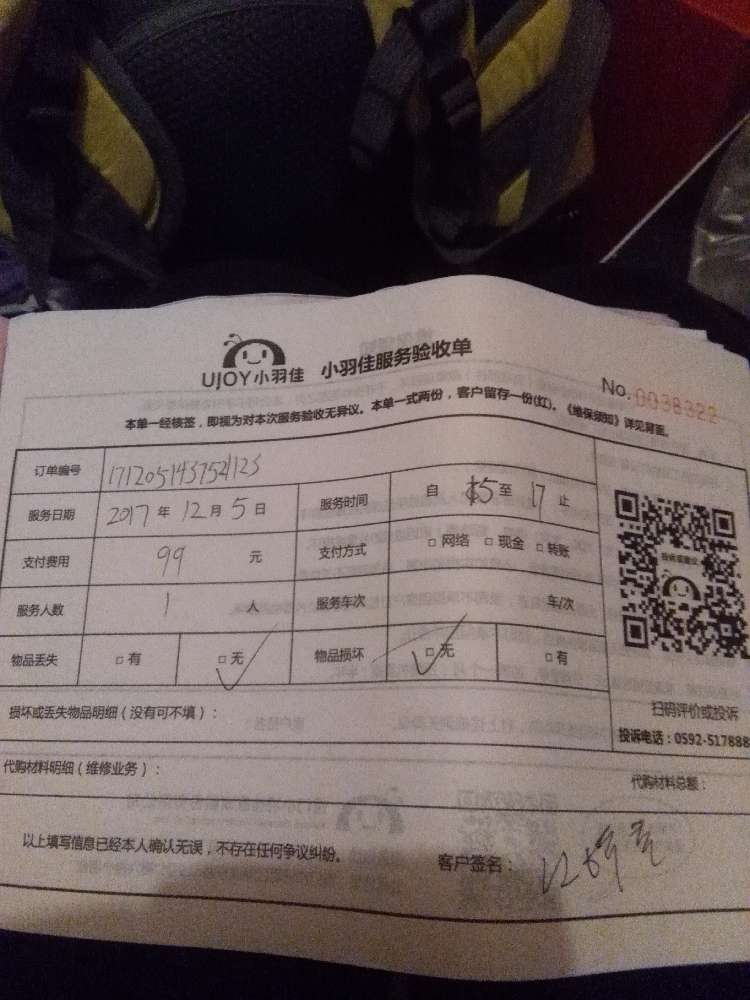 UJOY小羽佳 小羽佳服务验收单
No. 0038322
本单一经核签，即视为对本次服务验收无异议。本单一式两份，客户留存一份(红)。《维保须知》详见背面。
订单编号 171205143752123
服务日期 2017 年 12 月 5 日 服务时间 自 15 至 17 止
支付费用 99 元 支付方式 □ 网络 □ 现金 □ 转账
服务人数 1 人 服务车次 车/次
物品丢失 □ 有 □ 无 物品损坏 □ 无 □ 有
扫码评价或投诉
投诉电话：0592-517888
损坏或丢失物品明细（没有可不填）：
代购材料明细（维修业务）： 代购材料总额：
以上填写信息已经本人确认无误，不存在任何争议纠纷。 客户签名：